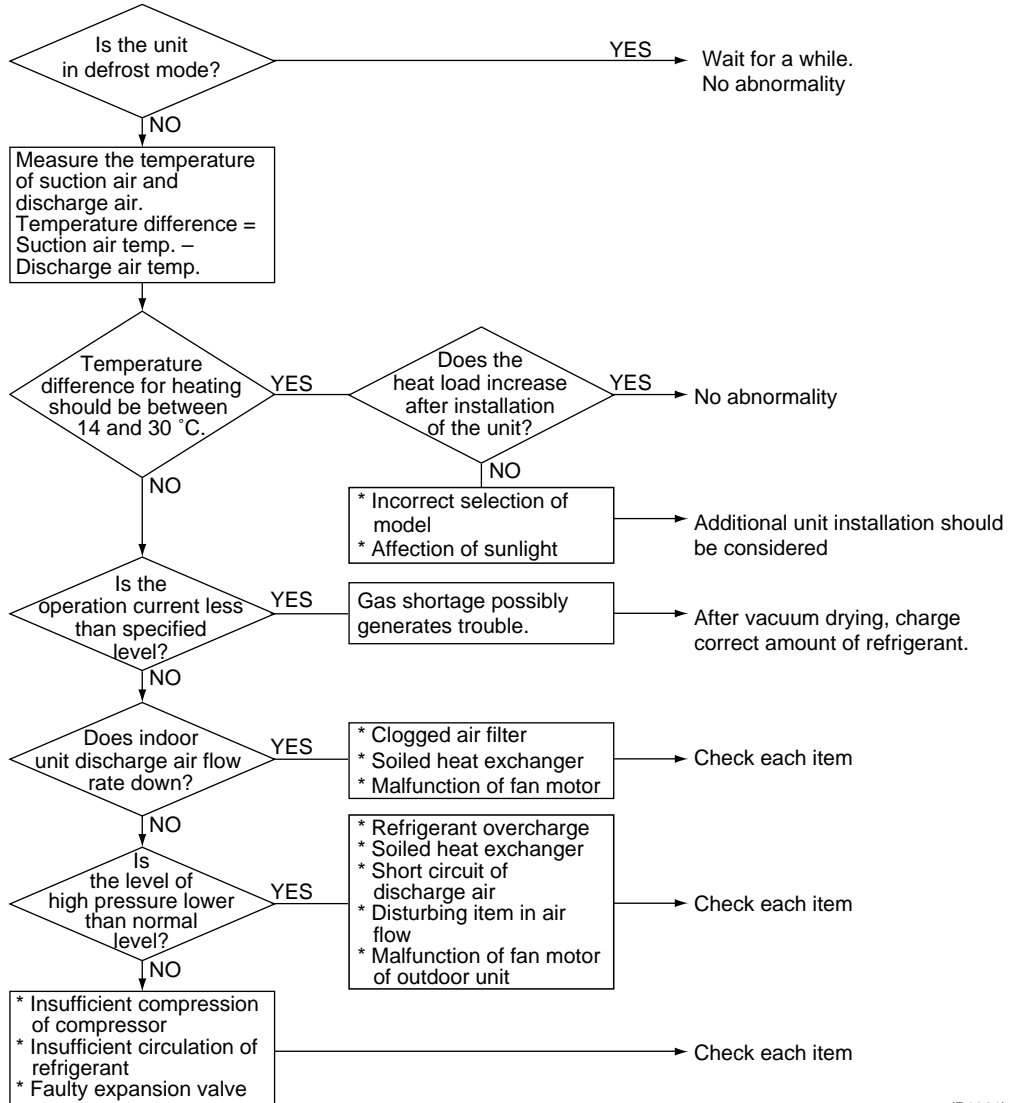 Is the unit
in defrost mode?
YES
Wait for a while.
No abnormality
NO
Measure the temperature
of suction air and
discharge air.
Temperature difference =
Suction air temp. –
Discharge air temp.
Temperature
difference for heating
should be between
14 and 30 ˚C.
YES
Does the
heat load increase
after installation
of the unit?
YES
No abnormality
NO
NO
* Incorrect selection of
model
* Affection of sunlight
Additional unit installation should
be considered
Is the
operation current less
than specified
level?
YES
Gas shortage possibly
generates trouble.
After vacuum drying, charge
correct amount of refrigerant.
NO
Does indoor
unit discharge air flow
rate down?
YES
* Clogged air filter
* Soiled heat exchanger
* Malfunction of fan motor
Check each item
NO
Is
the level of
high pressure lower
than normal
level?
YES
* Refrigerant overcharge
* Soiled heat exchanger
* Short circuit of
discharge air
* Disturbing item in air
flow
* Malfunction of fan motor
of outdoor unit
Check each item
NO
* Insufficient compression
of compressor
* Insufficient circulation of
refrigerant
* Faulty expansion valve
Check each item